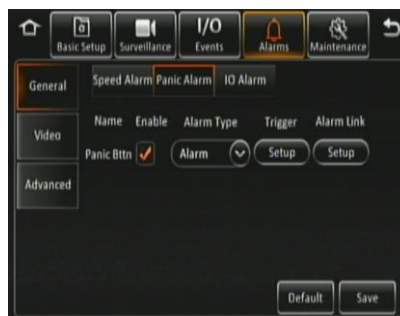 Basic Setup Surveillance I/O Events Alarms Maintenance
General Speed Alarm Panic Alarm IO Alarm
Name Enable Alarm Type Trigger Alarm Link
Video
Panic Bttn Alarm Setup Setup
Advanced
Default Save